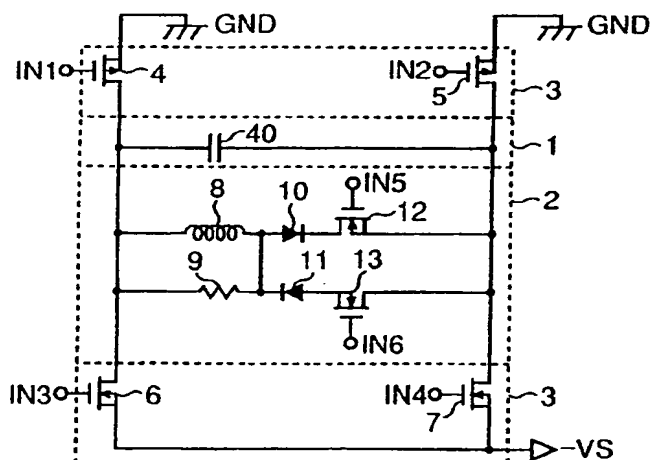 GND GND
IN1 4 IN2 5 3
40 1
IN5
8 10 12 2
9 11 13
IN6
IN3 6 IN4 7 3
-VS